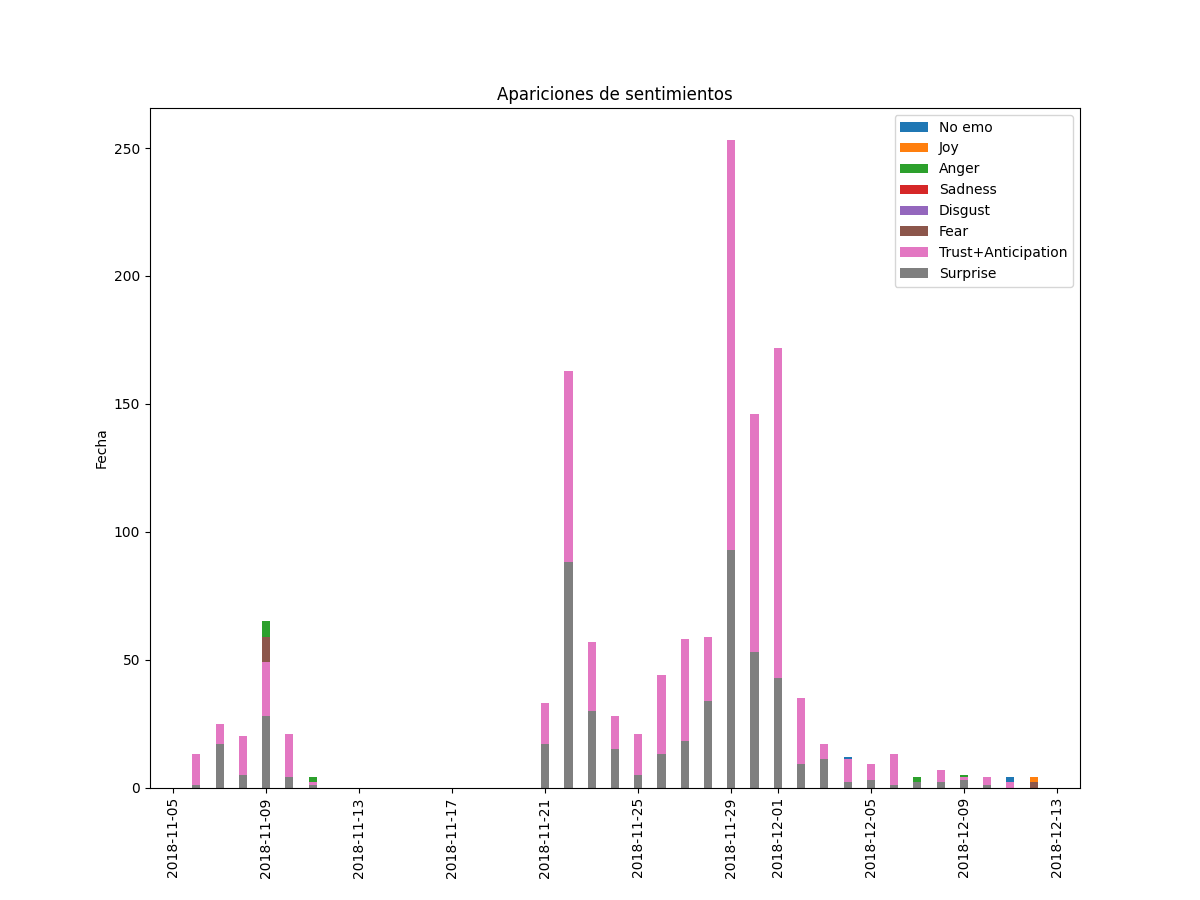 Apariciones de sentimientos
No emo
Joy
Anger
Sadness
Disgust
Fear
Trust+Anticipation
Surprise
Fecha
250
200
150
100
50
0
2018-11-05
2018-11-09
2018-11-13
2018-11-17
2018-11-21
2018-11-25
2018-11-29
2018-12-01
2018-12-05
2018-12-09
2018-12-13